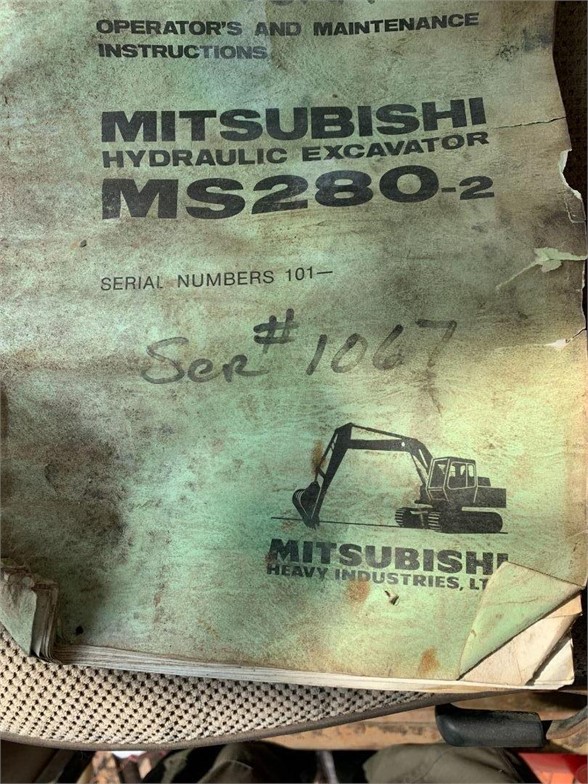 OPERATOR'S AND MAINTENANCE
INSTRUCTIONS
MITSUBISHI
HYDRAULIC EXCAVATOR
MS280-2
SERIAL NUMBERS 101—
Ser # 1067
MITSUBISHI
HEAVY INDUSTRIES, LT